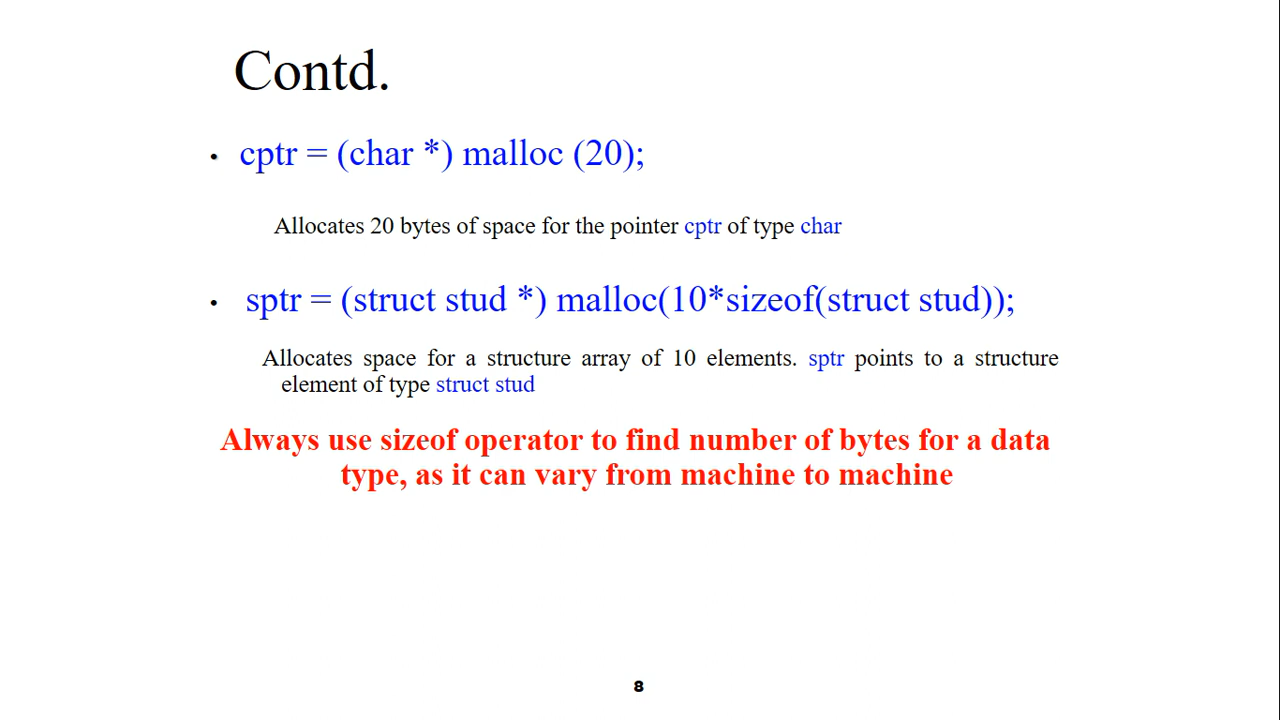 Contd.
• cptr = (char *) malloc (20);
Allocates 20 bytes of space for the pointer cptr of type char
• sptr = (struct stud *) malloc(10*sizeof(struct stud));
Allocates space for a structure array of 10 elements. sptr points to a structure
element of type struct stud
Always use sizeof operator to find number of bytes for a data
type, as it can vary from machine to machine
8